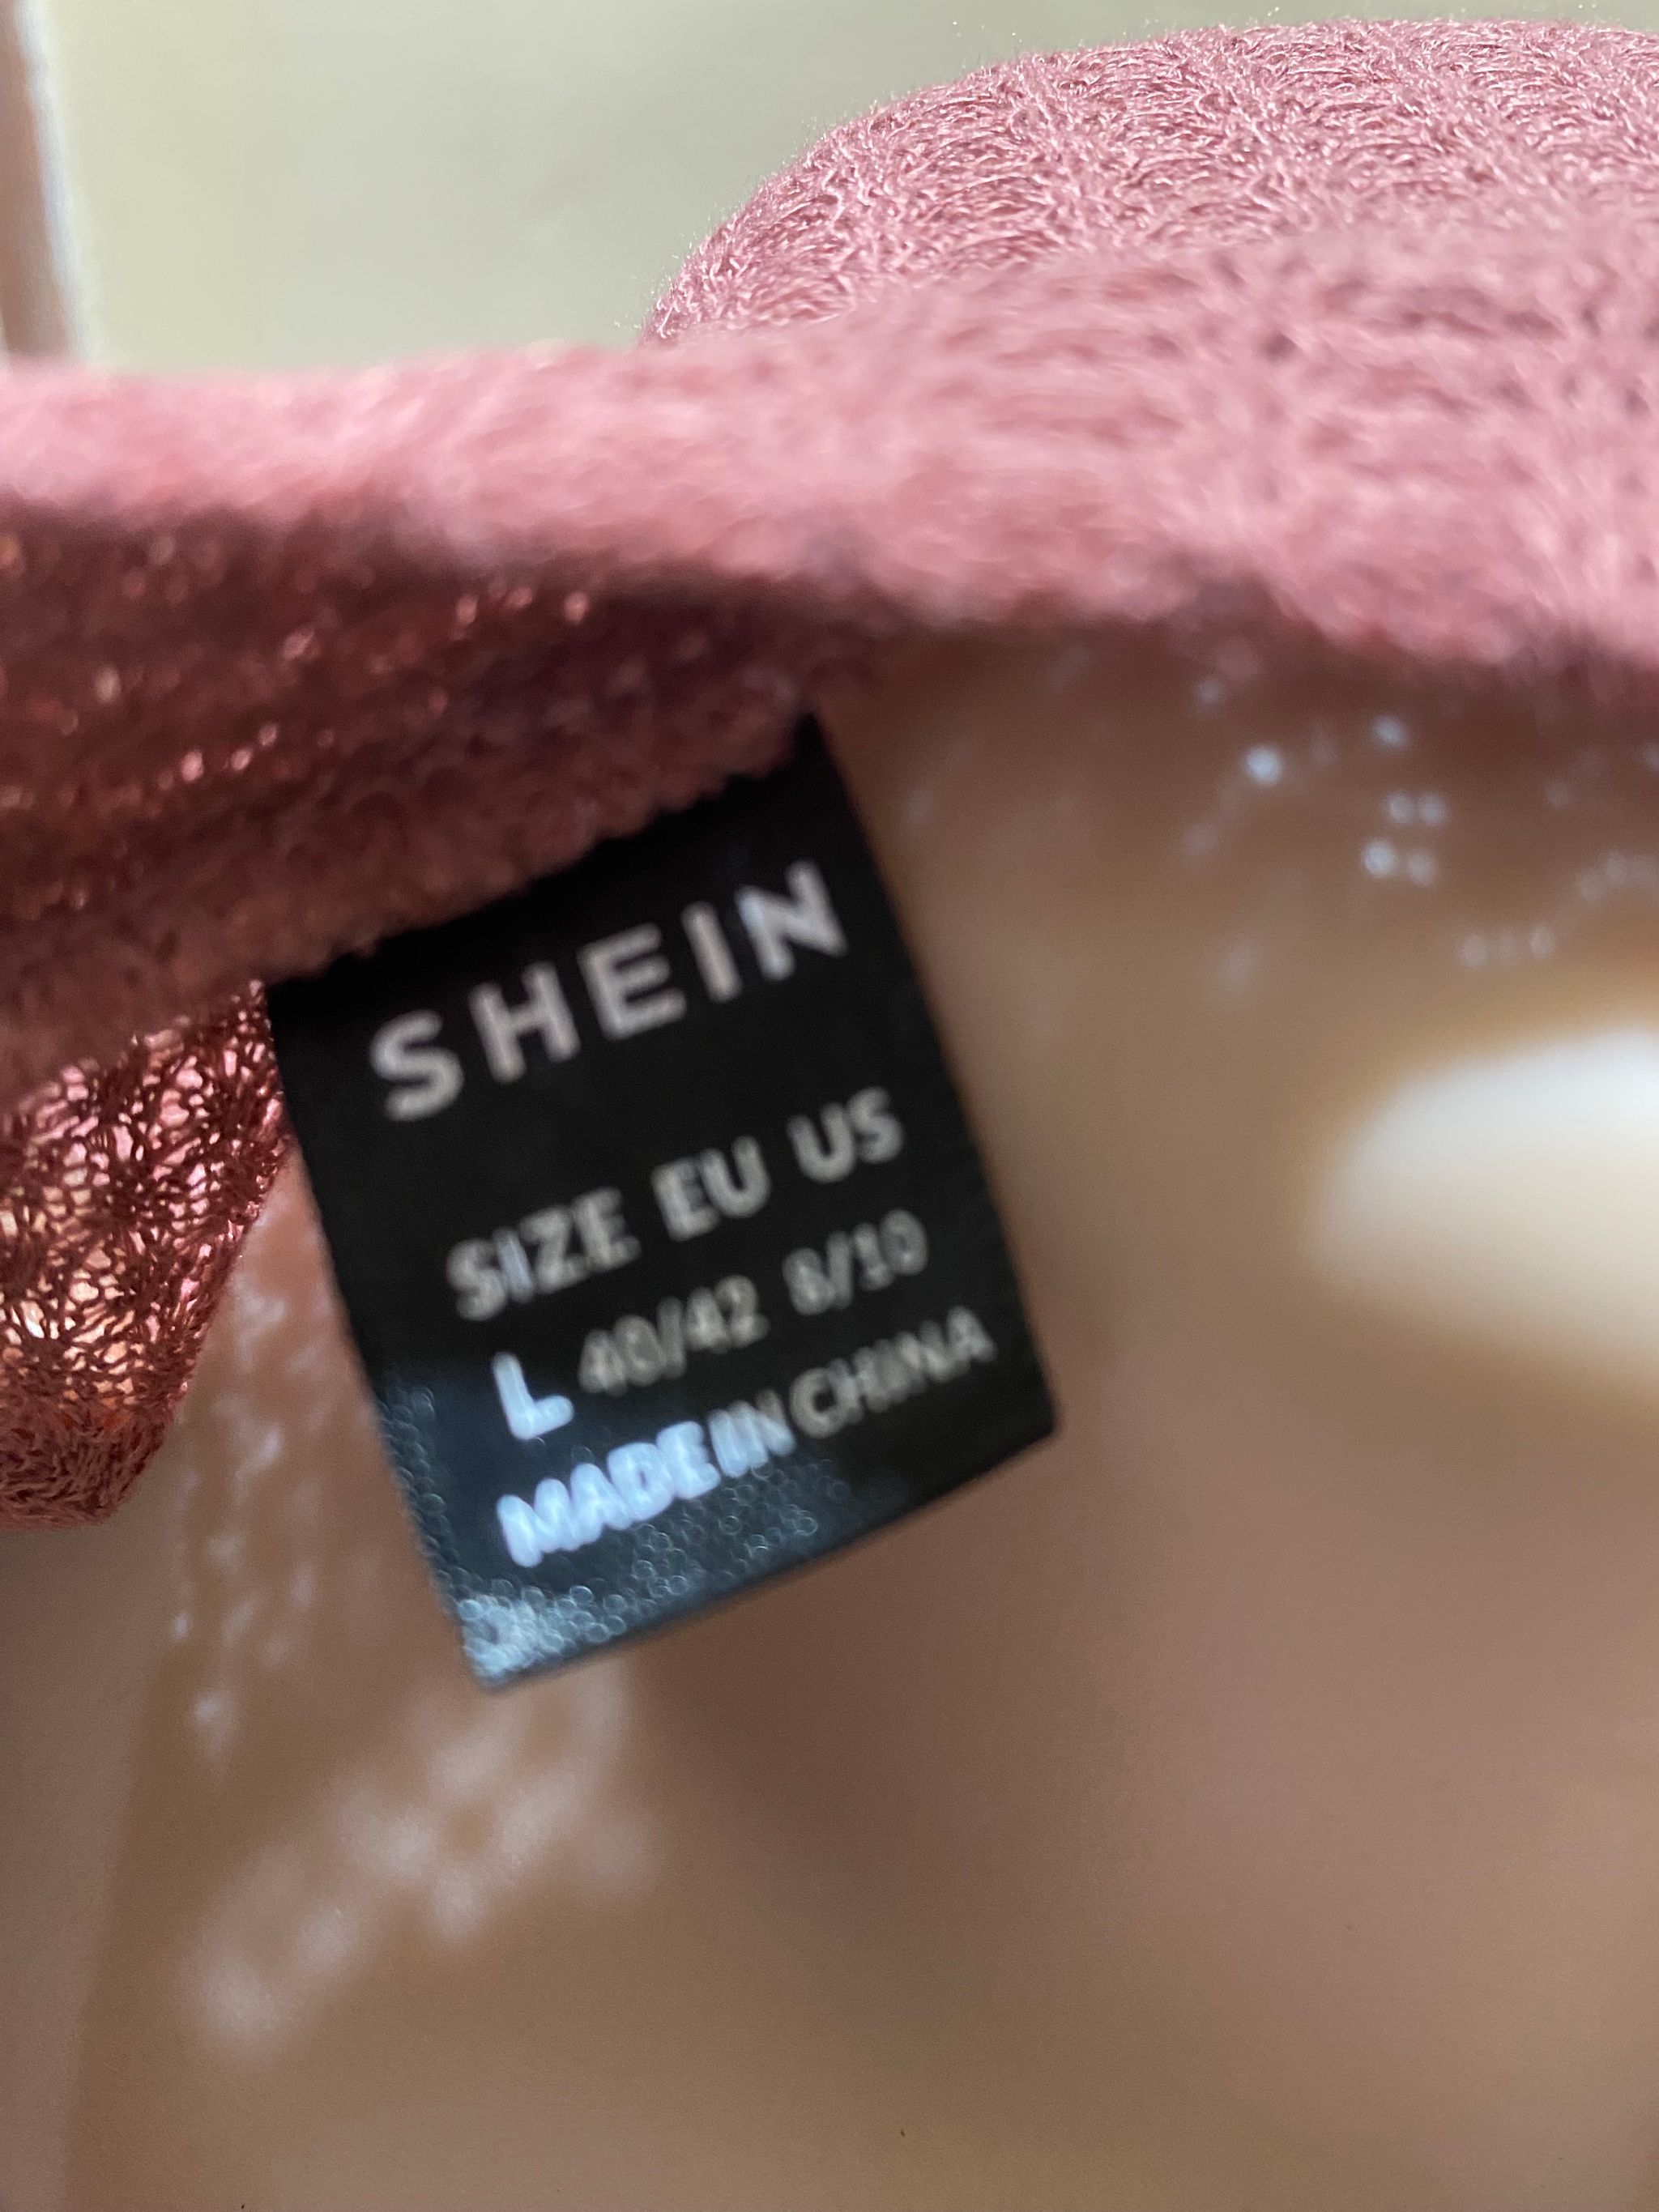 SHEIN
SIZE EU US
L 40/42 8/10
MADE IN CHINA